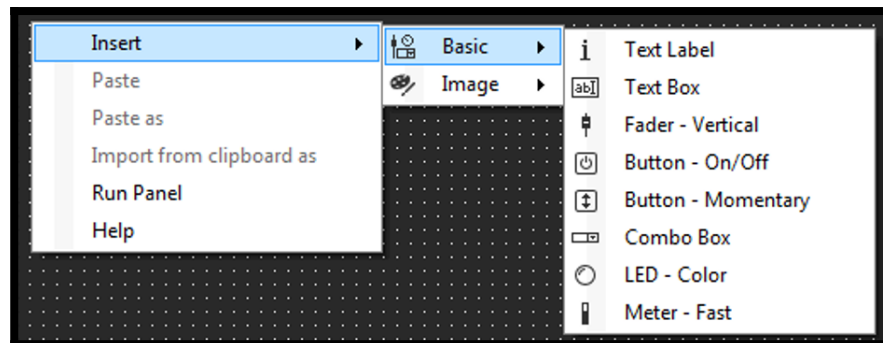 Insert
Paste
Paste as
Import from clipboard as
Run Panel
Help
Basic
Image
Text Label
Text Box
Fader - Vertical
Button - On/Off
Button - Momentary
Combo Box
LED - Color
Meter - Fast